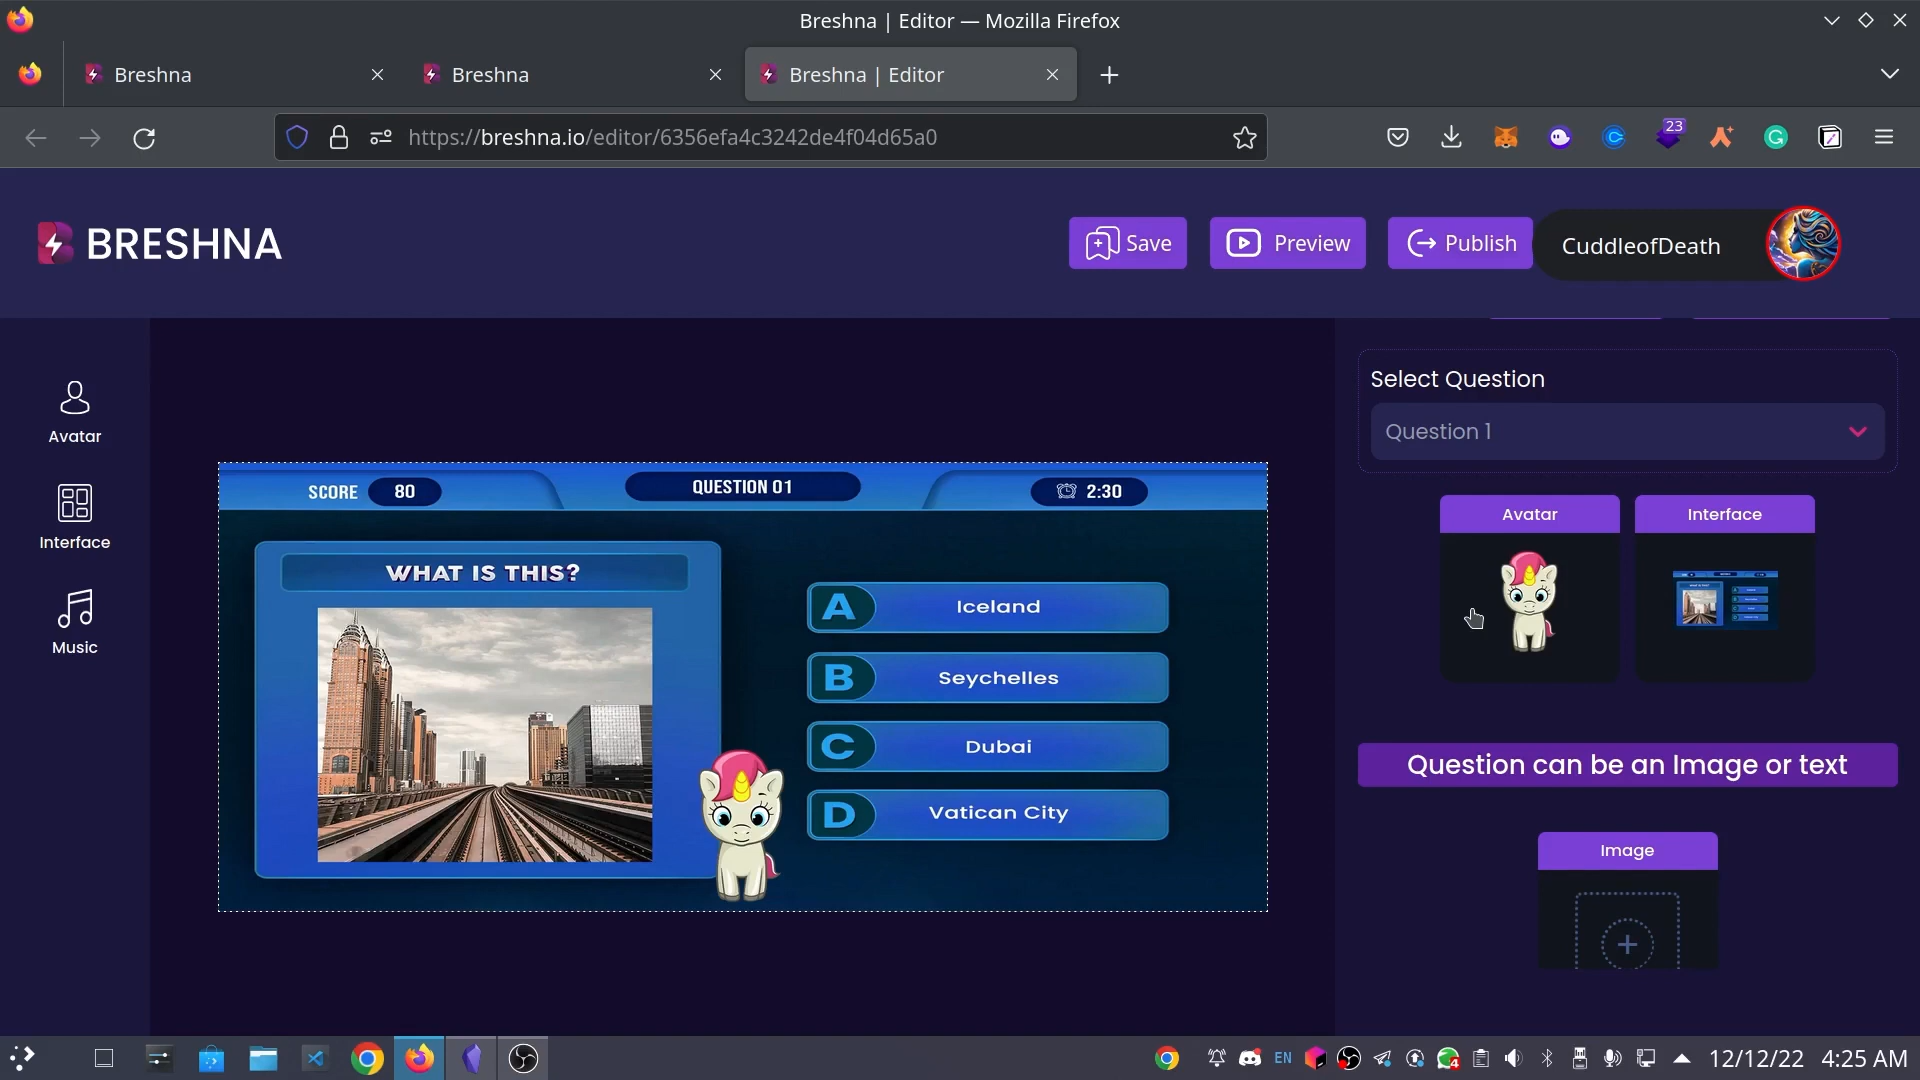 Breshna | Editor — Mozilla Firefox
Breshna
Breshna
Breshna | Editor
https://breshna.io/editor/6356efa4c3242de4f04d65a0
23
BRESHNA
Save
Preview
Publish
CuddleofDeath
Avatar
Interface
Music
SCORE 80
QUESTION 01
2:30
WHAT IS THIS?
A Iceland
B Seychelles
C Dubai
D Vatican City
Select Question
Question 1
Avatar
Interface
Question can be an Image or text
Image
EN
4
12/12/22 4:25 AM